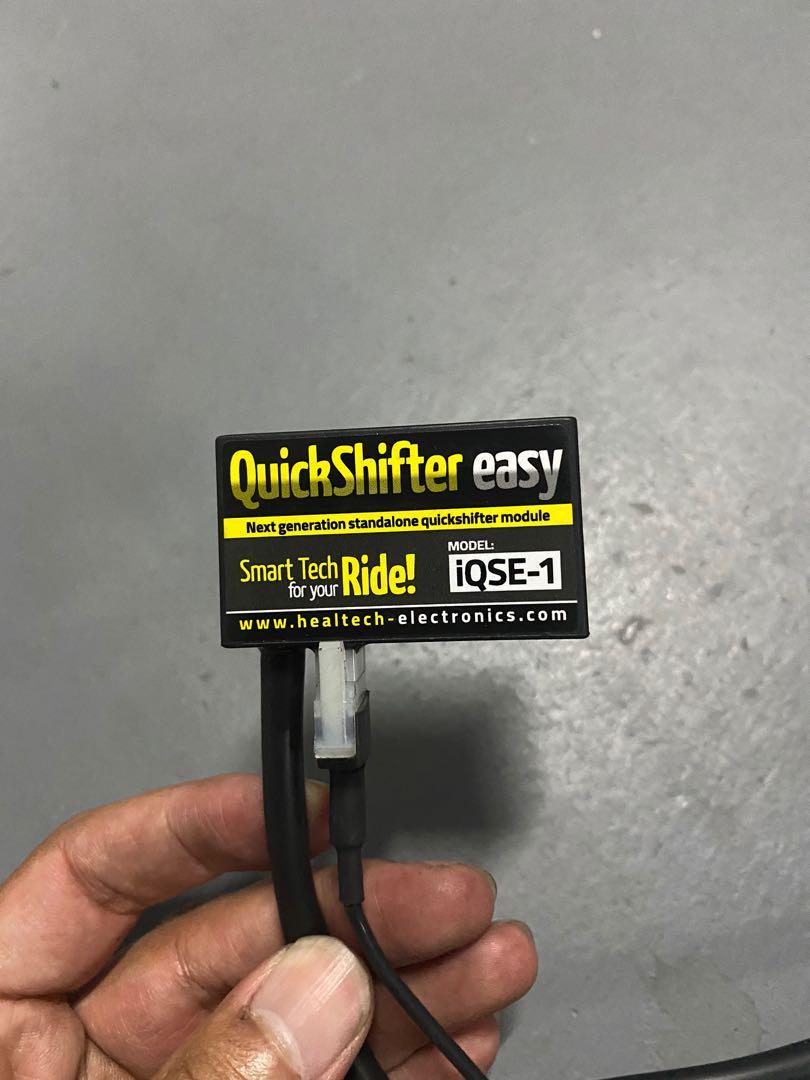 QuickShifter easy
Next generation standalone quickshifter module
Smart Tech for your Ride!
MODEL:
iQSE-1
www.healtech-electronics.com